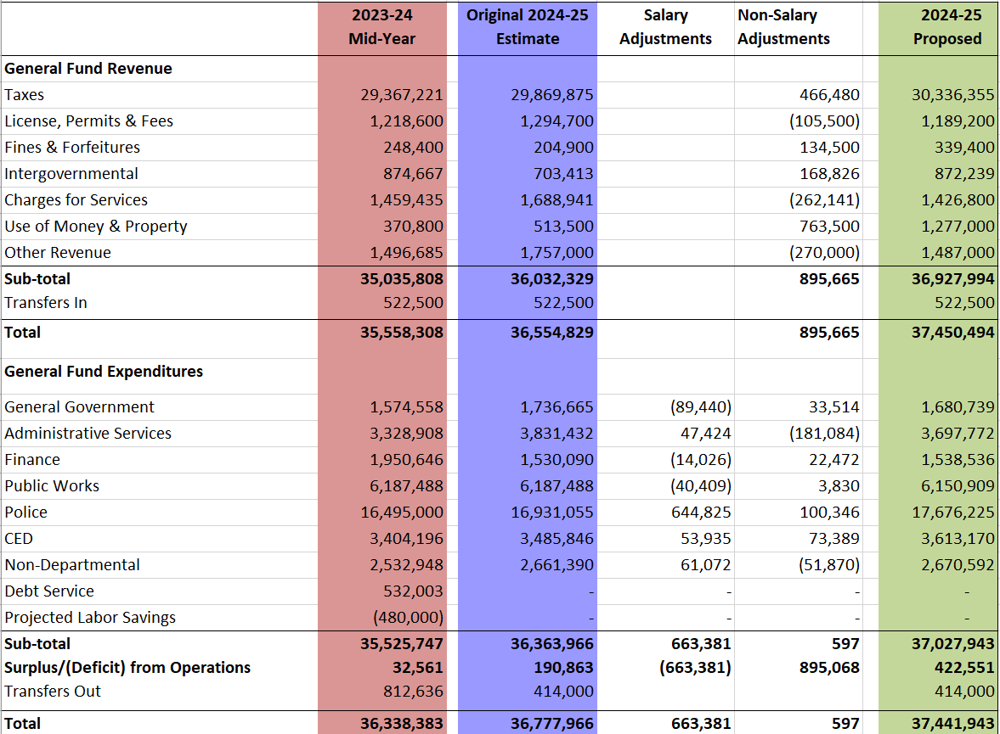 2023-24 Original 2024-25 Salary Non-Salary 2024-25
Mid-Year Estimate Adjustments Adjustments Proposed
General Fund Revenue
Taxes 29,367,221 29,869,875 466,480 30,336,355
License, Permits & Fees 1,218,600 1,294,700 (105,500) 1,189,200
Fines & Forfeitures 248,400 204,900 134,500 339,400
Intergovernmental 874,667 703,413 168,826 872,239
Charges for Services 1,459,435 1,688,941 (262,141) 1,426,800
Use of Money & Property 370,800 513,500 763,500 1,277,000
Other Revenue 1,496,685 1,757,000 (270,000) 1,487,000
Sub-total 35,035,808 36,032,329 895,665 36,927,994
Transfers In 522,500 522,500 522,500
Total 35,558,308 36,554,829 895,665 37,450,494
General Fund Expenditures
General Government 1,574,558 1,736,665 (89,440) 33,514 1,680,739
Administrative Services 3,328,908 3,831,432 47,424 (181,084) 3,697,772
Finance 1,950,646 1,530,090 (14,026) 22,472 1,538,536
Public Works 6,187,488 6,187,488 (40,409) 3,830 6,150,909
Police 16,495,000 16,931,055 644,825 100,346 17,676,225
CED 3,404,196 3,485,846 53,935 73,389 3,613,170
Non-Departmental 2,532,948 2,661,390 61,072 (51,870) 2,670,592
Debt Service 532,003 - - - -
Projected Labor Savings (480,000) - - - -
Sub-total 35,525,747 36,363,966 663,381 597 37,027,943
Surplus/(Deficit) from Operations 32,561 190,863 (663,381) 895,068 422,551
Transfers Out 812,636 414,000 414,000
Total 36,338,383 36,777,966 663,381 597 37,441,943